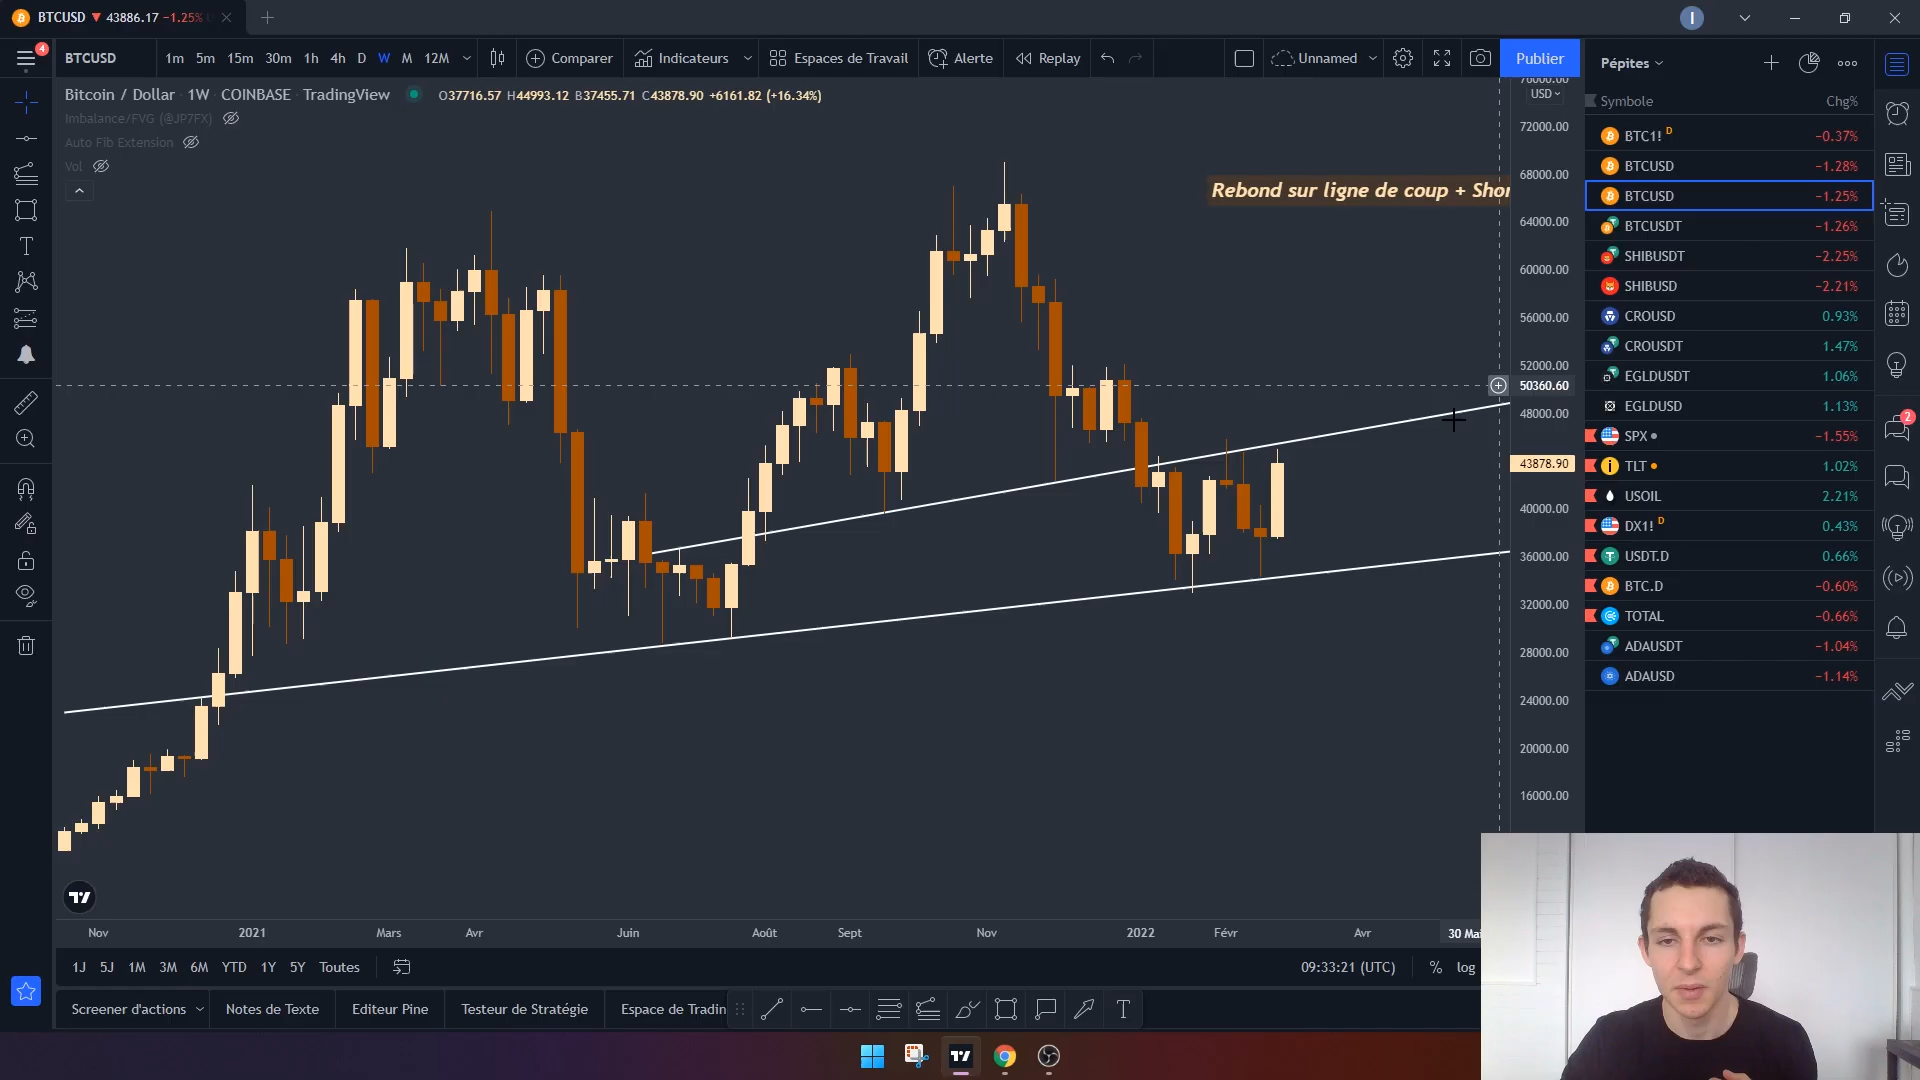 BTCUSD ▼ 43886.17 −1.25%
I
4
BTCUSD 1m 5m 15m 30m 1h 4h D W M 12M Comparer Indicateurs Espaces de Travail Alerte Replay Unnamed Publier
Bitcoin / Dollar · 1W · COINBASE · TradingView O37716.57 H44993.12 B37455.71 C43878.90 +6161.82 (+16.34%)
Imbalance/FVG (@JP7FX)
Auto Fib Extension
Vol
Rebond sur ligne de coup + Shor
USD
72000.00
68000.00
64000.00
60000.00
56000.00
52000.00
50360.60
48000.00
43878.90
40000.00
36000.00
32000.00
28000.00
24000.00
20000.00
16000.00
Nov 2021 Mars Avr Juin Août Sept Nov 2022 Févr Avr 30 Mai
1J 5J 1M 3M 6M YTD 1Y 5Y Toutes 09:33:21 (UTC) % log
Screener d'actions Notes de Texte Editeur Pine Testeur de Stratégie Espace de Tradin
Pépites
Symbole Chg%
BTC1! D −0.37%
BTCUSD −1.28%
BTCUSD −1.25%
BTCUSDT −1.26%
SHIBUSDT −2.25%
SHIBUSD −2.21%
CROUSD 0.93%
CROUSDT 1.47%
EGLDUSDT 1.06%
EGLDUSD 1.13%
SPX −1.55%
TLT 1.02%
USOIL 2.21%
DX1! D 0.43%
USDT.D 0.66%
BTC.D −0.60%
TOTAL −0.66%
ADAUSDT −1.04%
ADAUSD −1.14%
2